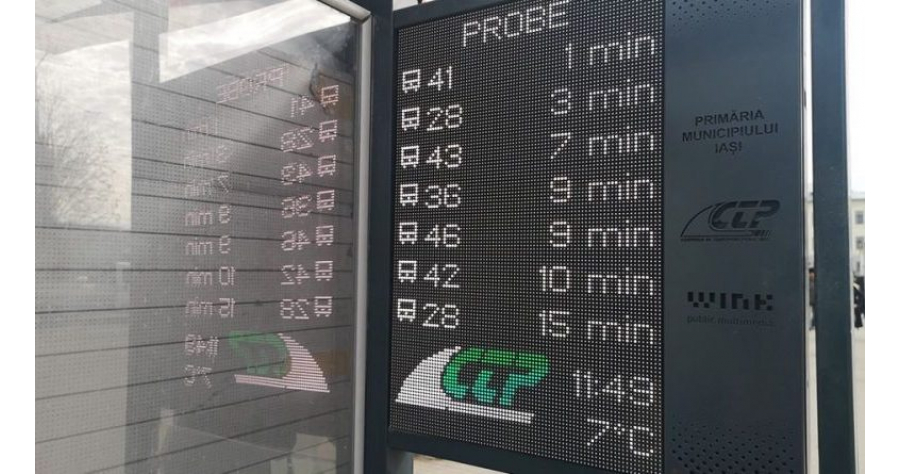 PROBE
41 1 min
28 3 min
43 7 min
36 9 min
46 9 min
42 10 min
28 15 min
CTP
11:49
7°C
PRIMĂRIA
MUNICIPIULUI
IAȘI
CTP
WINK